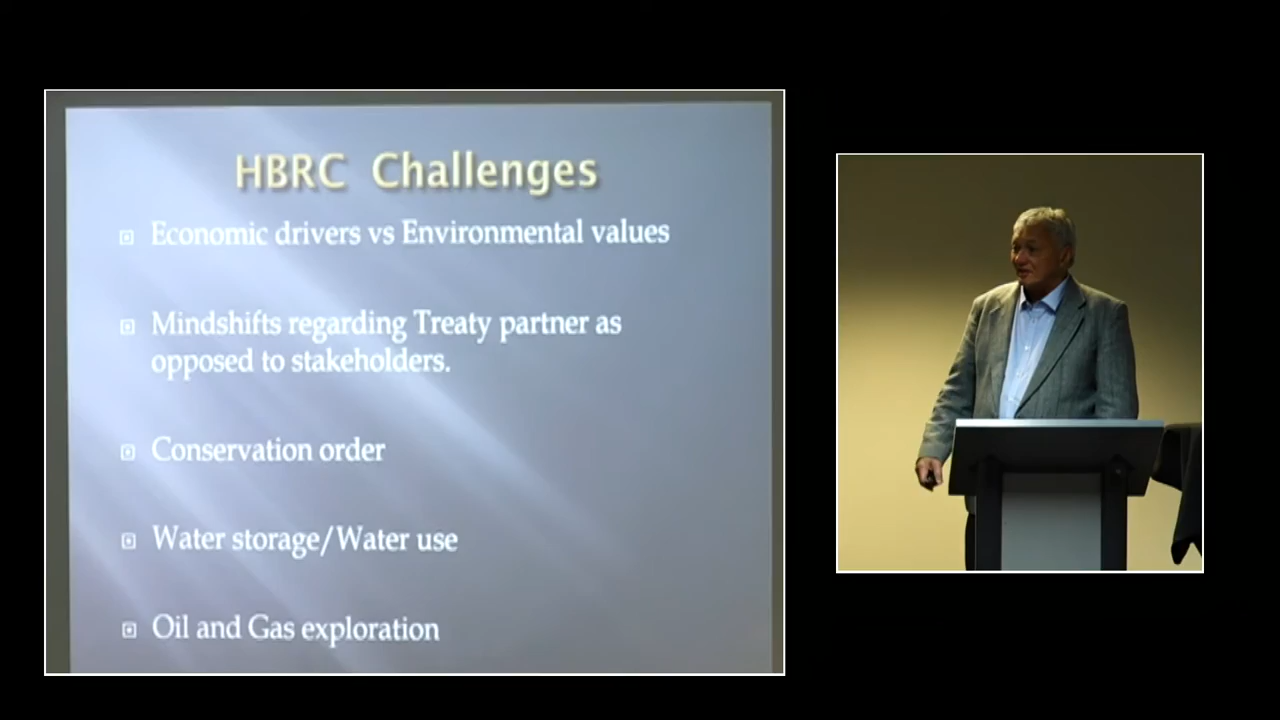 HBRC Challenges
Economic drivers vs Environmental values
Mindshifts regarding Treaty partner as
opposed to stakeholders.
Conservation order
Water storage/Water use
Oil and Gas exploration